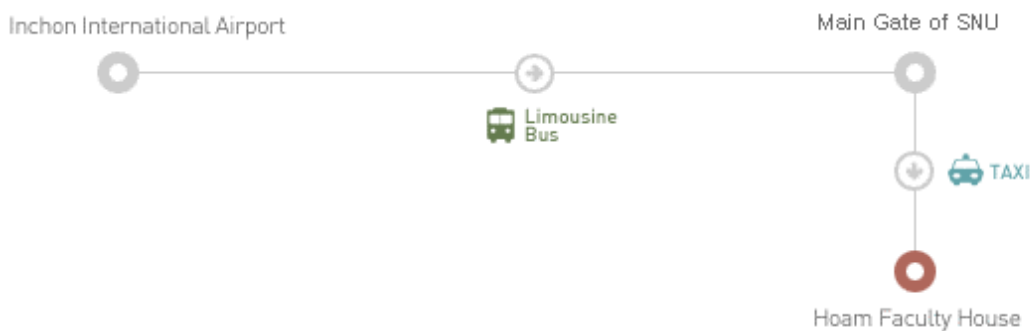 Inchon International Airport
Main Gate of SNU
Limousine
Bus
TAXI
Hoam Faculty House